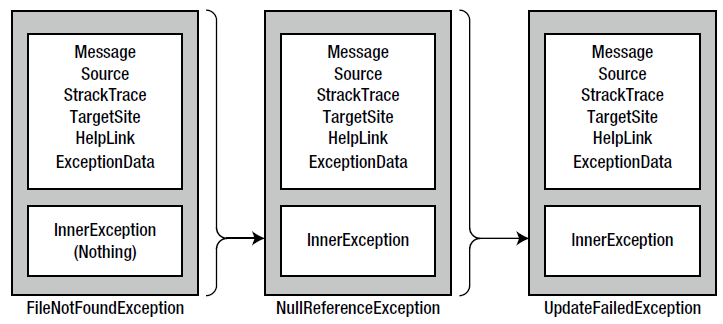 Message
Source
StrackTrace
TargetSite
HelpLink
ExceptionData
InnerException
(Nothing)
FileNotFoundException
Message
Source
StrackTrace
TargetSite
HelpLink
ExceptionData
InnerException
NullReferenceException
Message
Source
StrackTrace
TargetSite
HelpLink
ExceptionData
InnerException
UpdateFailedException